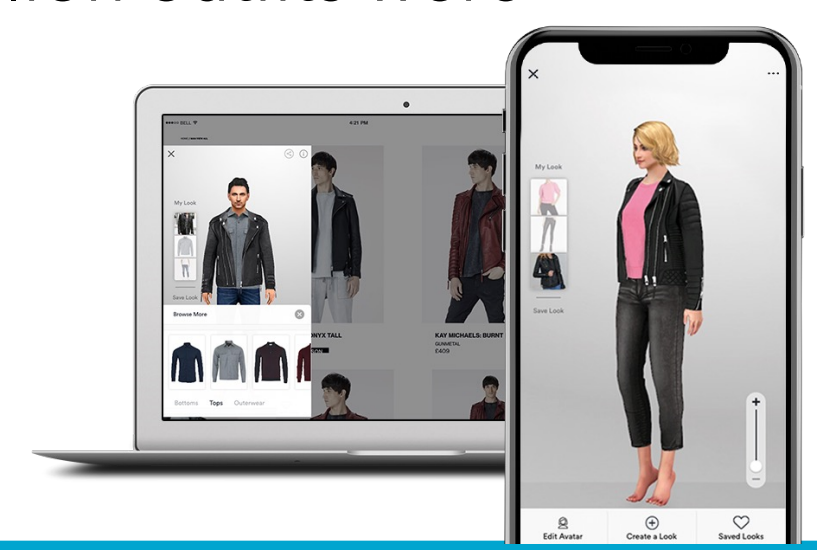 ●●●○○ BELL
4:21 PM
My Look
Save Look
Browse More
Bottoms Tops Outerwear
ONYX TALL
KAY MICHAELS: BURNT
GUNMETAL
£409
My Look
Save Look
Edit Avatar
Create a Look
Saved Looks